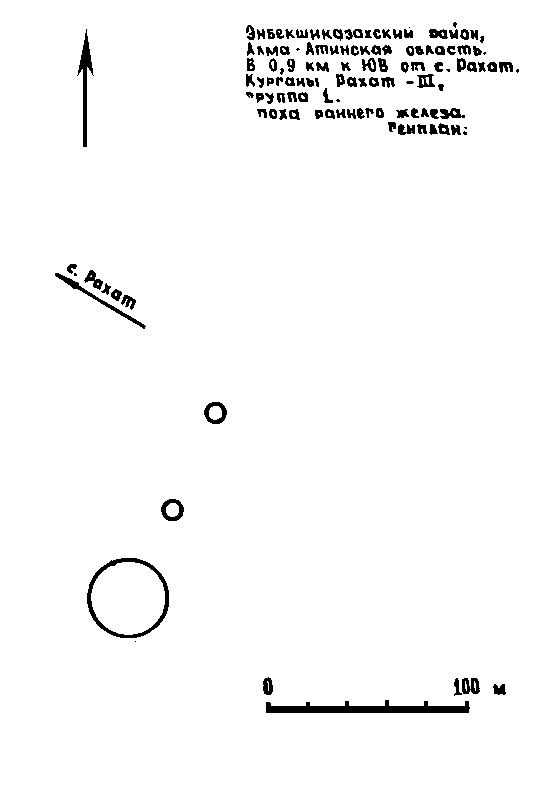 Энбекшиказахский район,
Алма-Атинская область.
В 0,9 км к ЮВ от с. Рахат.
Курганы Рахат-III,
группа 1.
поха раннего железа.
Генплан.
с. Рахат
0 100 м